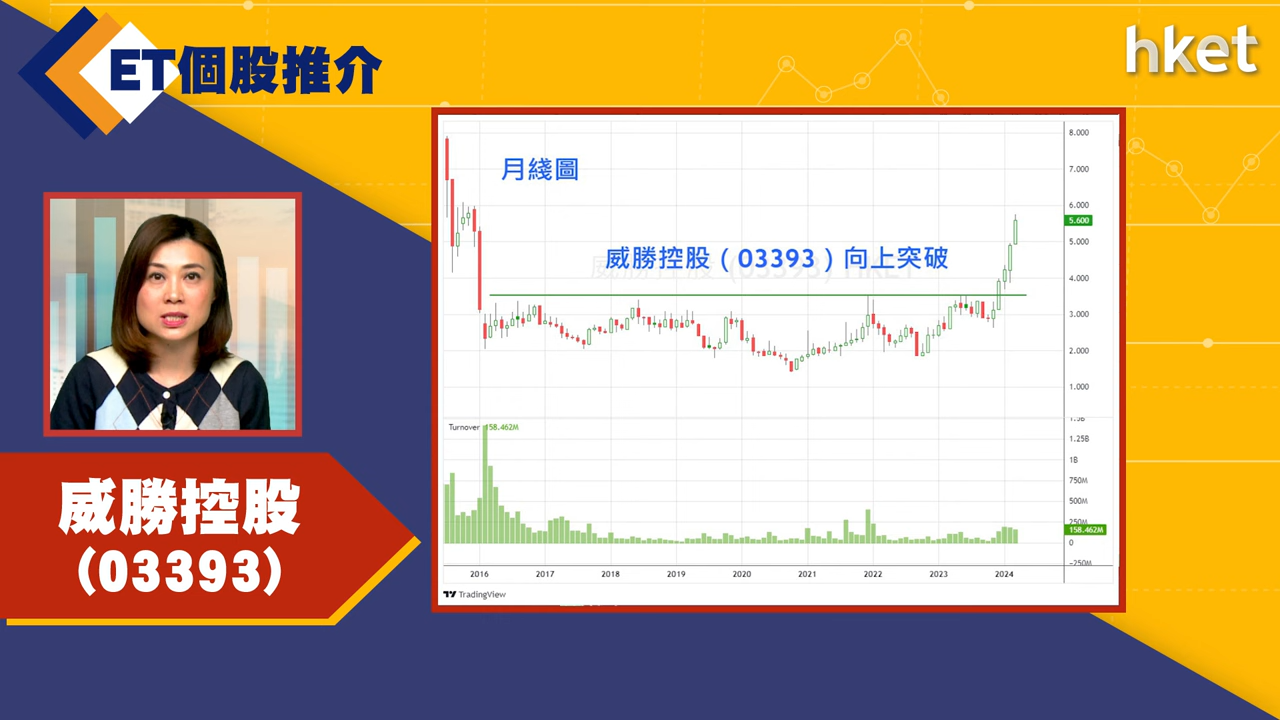 ET個股推介
hket
月綫圖
威勝控股（03393）向上突破
8.000
7.000
6.000
5.600
5.000
4.000
3.000
2.000
1.000
Turnover 158.462M
1.5B
1.25B
1B
750M
500M
250M
158.462M
0
-250M
2016 2017 2018 2019 2020 2021 2022 2023 2024
TradingView
威勝控股
(03393)